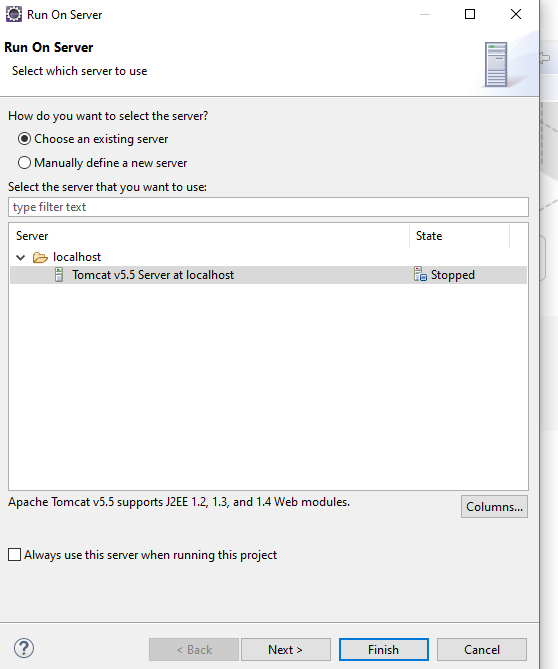 Run On Server
Run On Server
Select which server to use
How do you want to select the server?
Choose an existing server
Manually define a new server
Select the server that you want to use:
type filter text
Server State
localhost
Tomcat v5.5 Server at localhost Stopped
Apache Tomcat v5.5 supports J2EE 1.2, 1.3, and 1.4 Web modules.
Columns...
Always use this server when running this project
? < Back Next > Finish Cancel